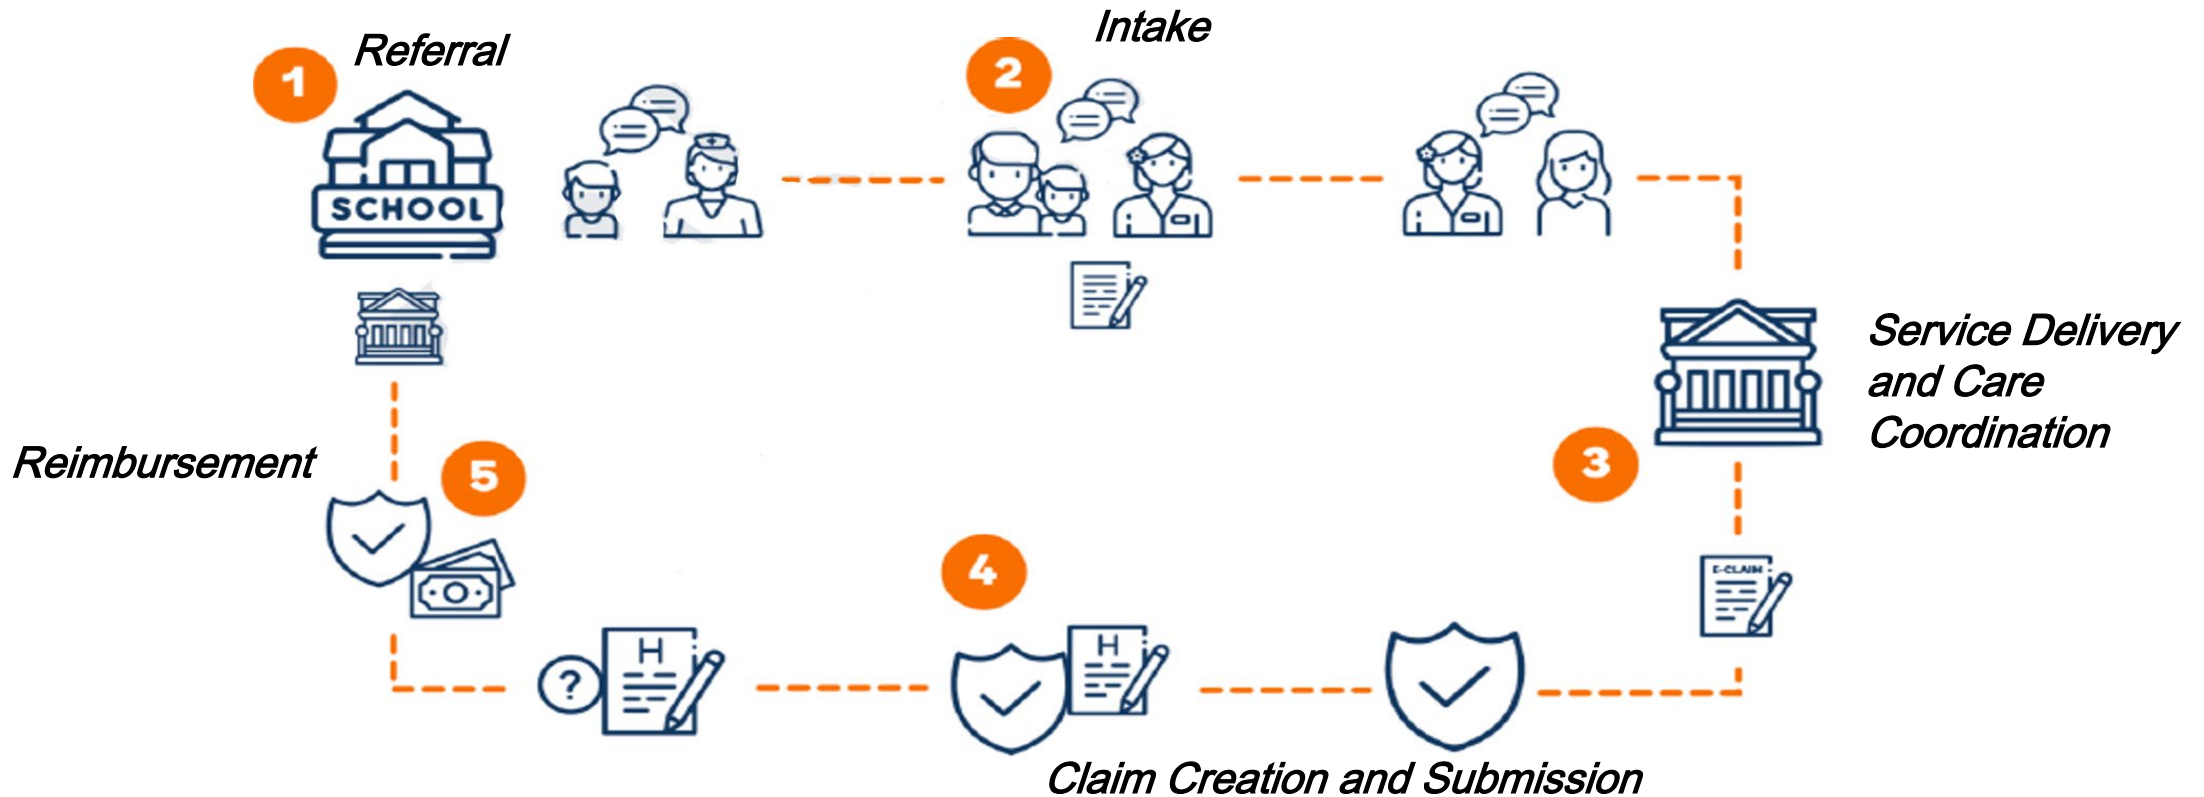 1
Referral
SCHOOL
2
Intake
Service Delivery
and Care
Coordination
3
E-CLAIM
4
H
Claim Creation and Submission
?
H
5
Reimbursement